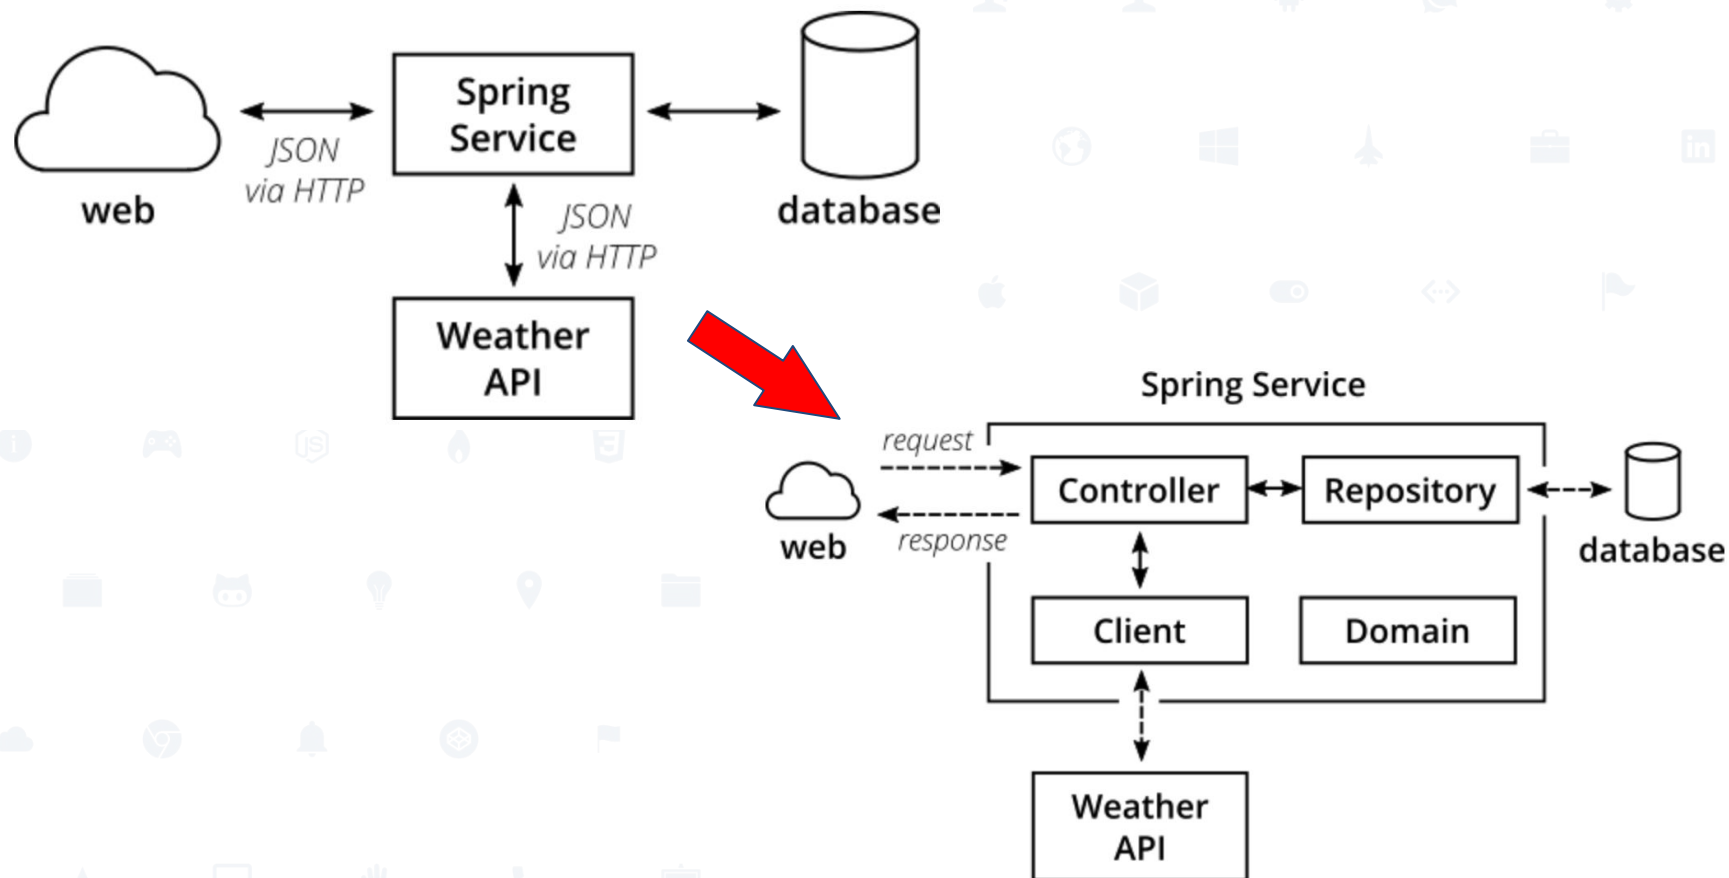 Spring
Service
JSON
via HTTP
web
database
JSON
via HTTP
Weather
API
Spring Service
request
Controller
Repository
response
web
database
Client
Domain
Weather
API